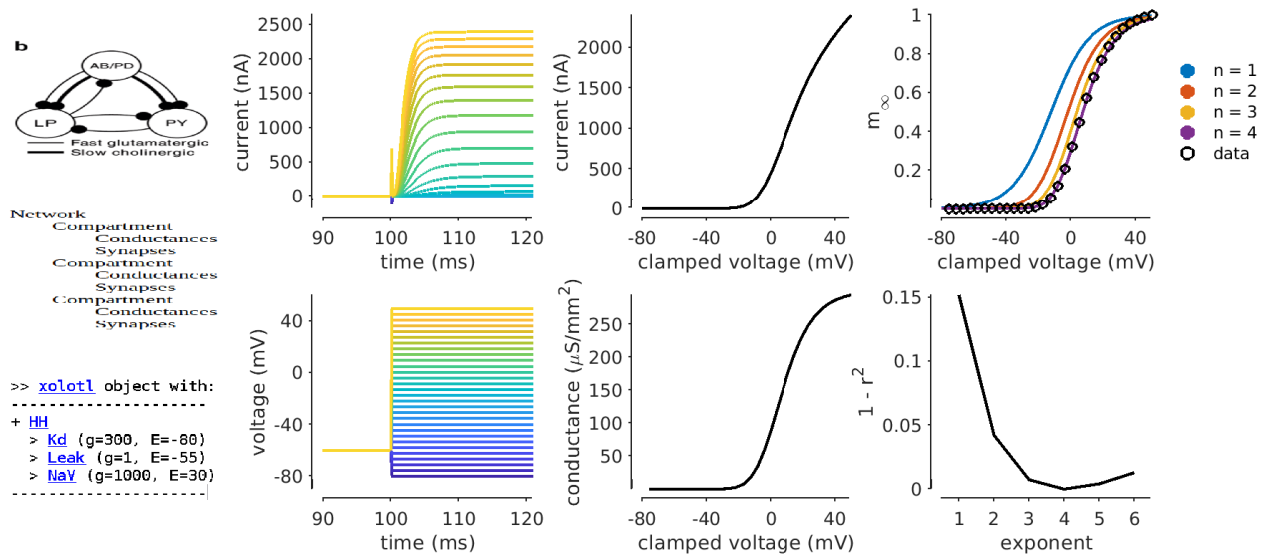 b
AB/PD
LP
PY
Fast glutamatergic
Slow cholinergic
Network
Compartment
Conductances
Synapses
Compartment
Conductances
Synapses
Compartment
Conductances
Synapses
>> xolotl object with:
-----------------------
+ HH
> Kd (g=300, E=-80)
> Leak (g=1, E=-55)
> NaV (g=1000, E=30)
-----------------------
current (nA)
2500
2000
1500
1000
500
0
90 100 110 120
time (ms)
current (nA)
2000
1500
1000
500
0
-80 -40 0 40
clamped voltage (mV)
m∞
1
0.8
0.6
0.4
0.2
-80 -40 0 40
clamped voltage (mV)
n = 1
n = 2
n = 3
n = 4
data
voltage (mV)
40
0
-40
-80
90 100 110 120
time (ms)
conductance (μS/mm²)
250
200
150
100
50
-80 -40 0 40
clamped voltage (mV)
1 - r²
0.15
0.1
0.05
0
1 2 3 4 5 6
exponent